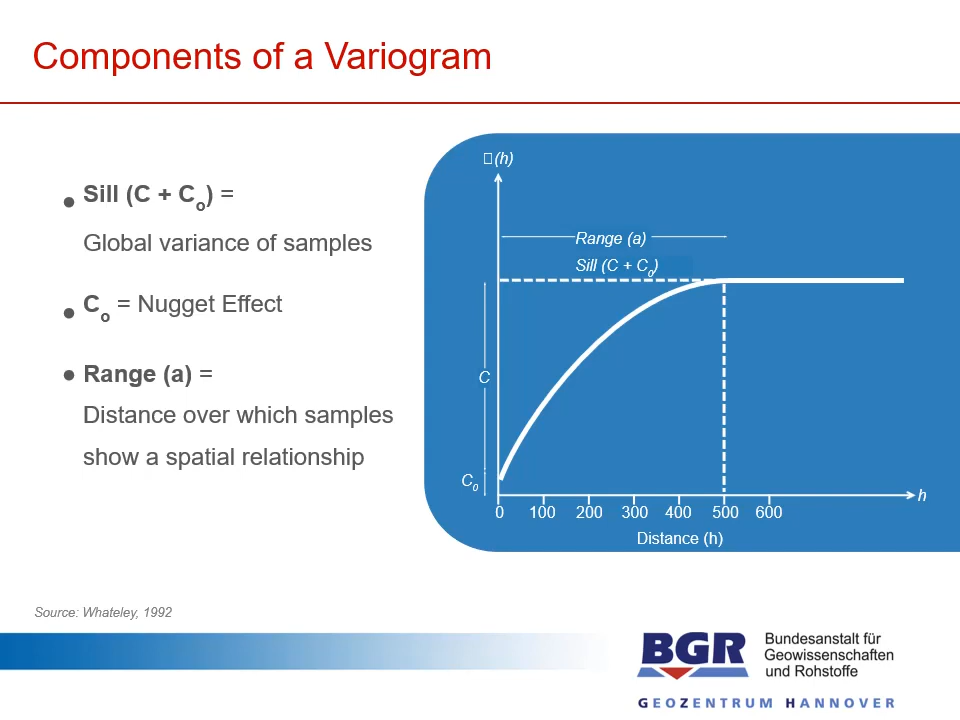 Components of a Variogram
• Sill (C + Co) =
Global variance of samples
• Co = Nugget Effect
• Range (a) =
Distance over which samples
show a spatial relationship
▯(h)
Range (a)
Sill (C + C0)
C
C0
h
0 100 200 300 400 500 600
Distance (h)
Source: Whateley, 1992
BGR
Bundesanstalt für
Geowissenschaften
und Rohstoffe
GEOZENTRUM HANNOVER